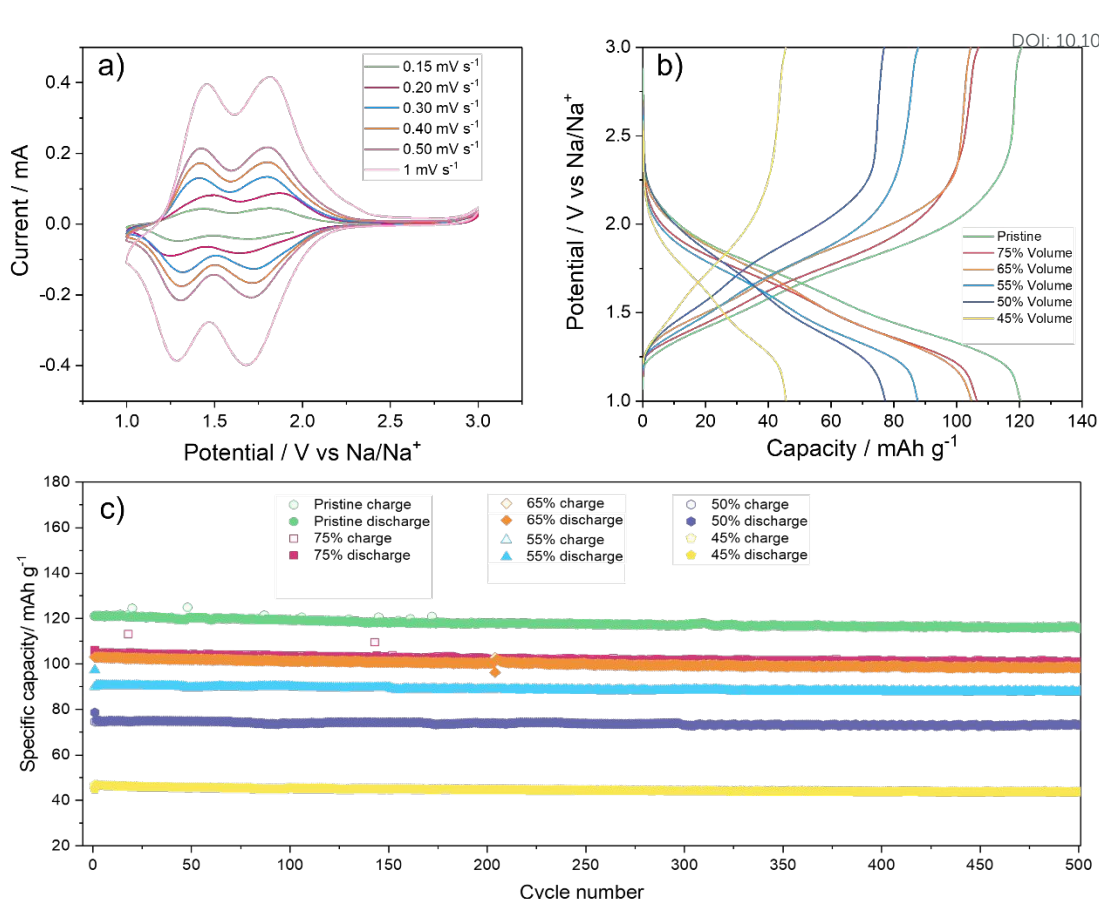 DOI: 10.10
a)
0.15 mV s⁻¹
0.20 mV s⁻¹
0.30 mV s⁻¹
0.40 mV s⁻¹
0.50 mV s⁻¹
1 mV s⁻¹
0.4
0.2
0.0
-0.2
-0.4
Current / mA
1.0 1.5 2.0 2.5 3.0
Potential / V vs Na/Na⁺
b)
3.0
2.5
2.0
1.5
1.0
Potential / V vs Na/Na⁺
Pristine
75% Volume
65% Volume
55% Volume
50% Volume
45% Volume
0 20 40 60 80 100 120 140
Capacity / mAh g⁻¹
c)
Pristine charge
Pristine discharge
75% charge
75% discharge
65% charge
65% discharge
55% charge
55% discharge
50% charge
50% discharge
45% charge
45% discharge
180
160
140
120
100
80
60
40
20
Specific capacity/ mAh g⁻¹
0 50 100 150 200 250 300 350 400 450 500
Cycle number